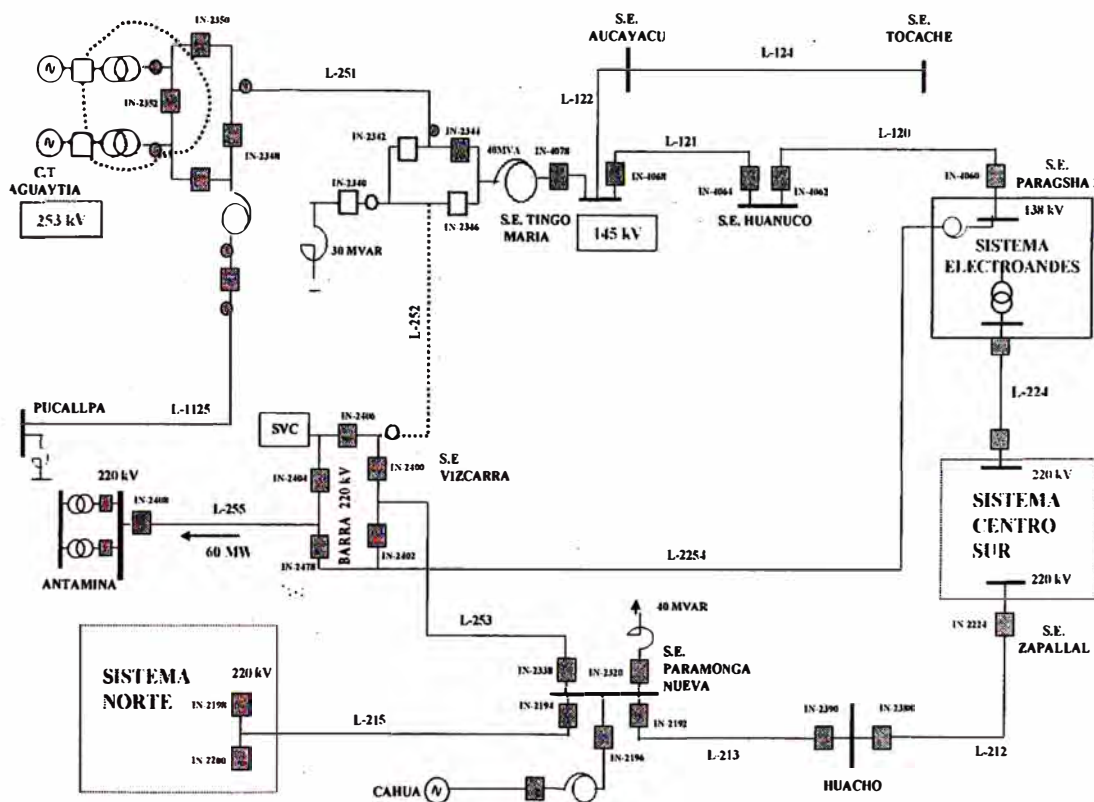 IN-2350
S.E.
AUCAYACU
S.E.
TOCACHE
L-124
L-251
L-122
IN-2352
IN-2342
IN-2344
L-121
L-120
IN-2348
40MVA
IN-4078
IN-4068
IN-4064
IN-4062
IN-4060
S.E.
PARAGSHA
C.T
AGUAYTIA
253 kV
IN-2340
IN-2346
S.E. TINGO
MARIA
145 kV
S.E. HUANUCO
138 kV
SISTEMA
ELECTROANDES
30 MVAR
L-252
L-224
PUCALLPA
L-1125
SVC
IN-2406
S.E
VIZCARRA
IN-2404
IN-2400
BARRA 220 kV
220 kV
IN-2408
L-255
60 MW
IN-2478
IN-2402
L-2254
ANTAMINA
220 kV
SISTEMA
CENTRO
SUR
220 kV
L-253
40 MVAR
IN 2224
S.E.
ZAPALLAL
SISTEMA
NORTE
220 kV
IN-2338
IN-2320
S.E.
PARAMONGA
NUEVA
IN-2198
IN-2194
IN-2192
IN-2390
L-215
IN-2196
L-213
L-212
HUACHO
CAHUA